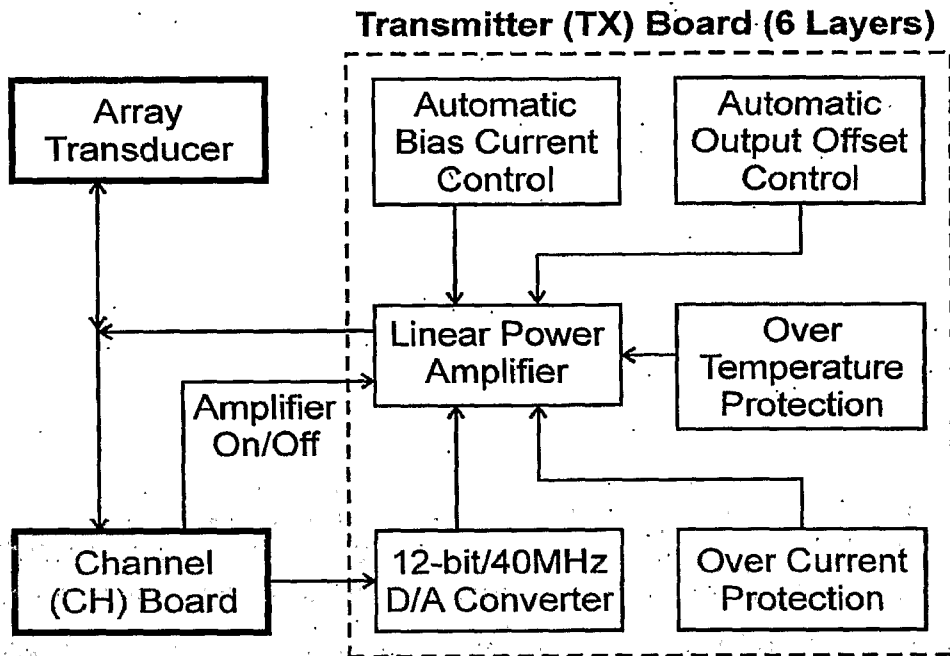 Transmitter (TX) Board (6 Layers)
Array
Transducer
Automatic
Bias Current
Control
Automatic
Output Offset
Control
Linear Power
Amplifier
Over
Temperature
Protection
Amplifier
On/Off
Channel
(CH) Board
12-bit/40MHz
D/A Converter
Over Current
Protection